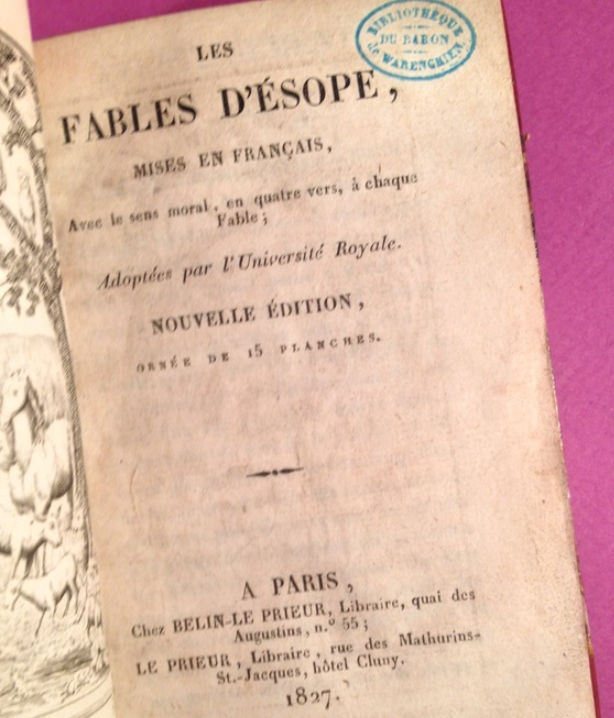 BIBLIOTHÈQUE
DU BARON
de WARENGHIEN.
LES
FABLES D'ÉSOPE,
MISES EN FRANÇAIS,
Avec le sens moral, en quatre vers, à chaque
Fable;
Adoptées par l'Université Royale.
NOUVELLE ÉDITION,
ORNÉE DE 15 PLANCHES.
A PARIS,
Chez BELIN-LE PRIEUR, Libraire, quai des
Augustins, n.º 55;
LE PRIEUR, Libraire, rue des Mathurins-
St.-Jacques, hôtel Cluny.
1827.